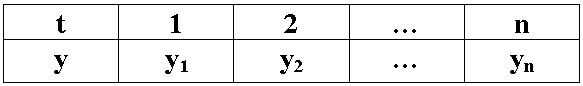 t 1 2 ... n
y y₁ y₂ ... yₙ